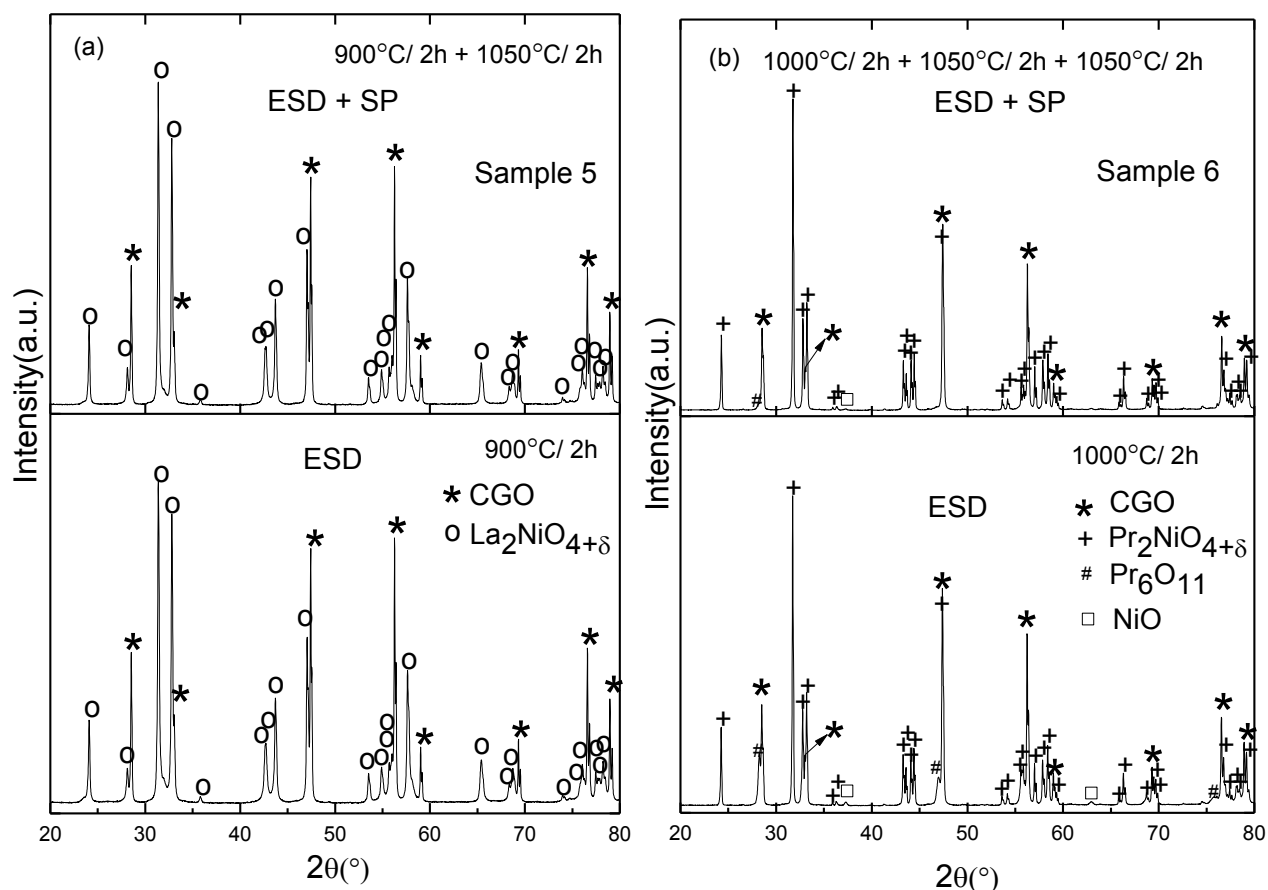 (a)
900°C/ 2h + 1050°C/ 2h
ESD + SP
Sample 5
900°C/ 2h
ESD
* CGO
o La₂NiO₄₊δ
Intensity(a.u.)
20 30 40 50 60 70 80
2θ(°)
(b)
1000°C/ 2h + 1050°C/ 2h + 1050°C/ 2h
ESD + SP
Sample 6
1000°C/ 2h
ESD
* CGO
+ Pr₂NiO₄₊δ
# Pr₆O₁₁
□ NiO
Intensity(a.u.)
20 30 40 50 60 70 80
2θ(°)